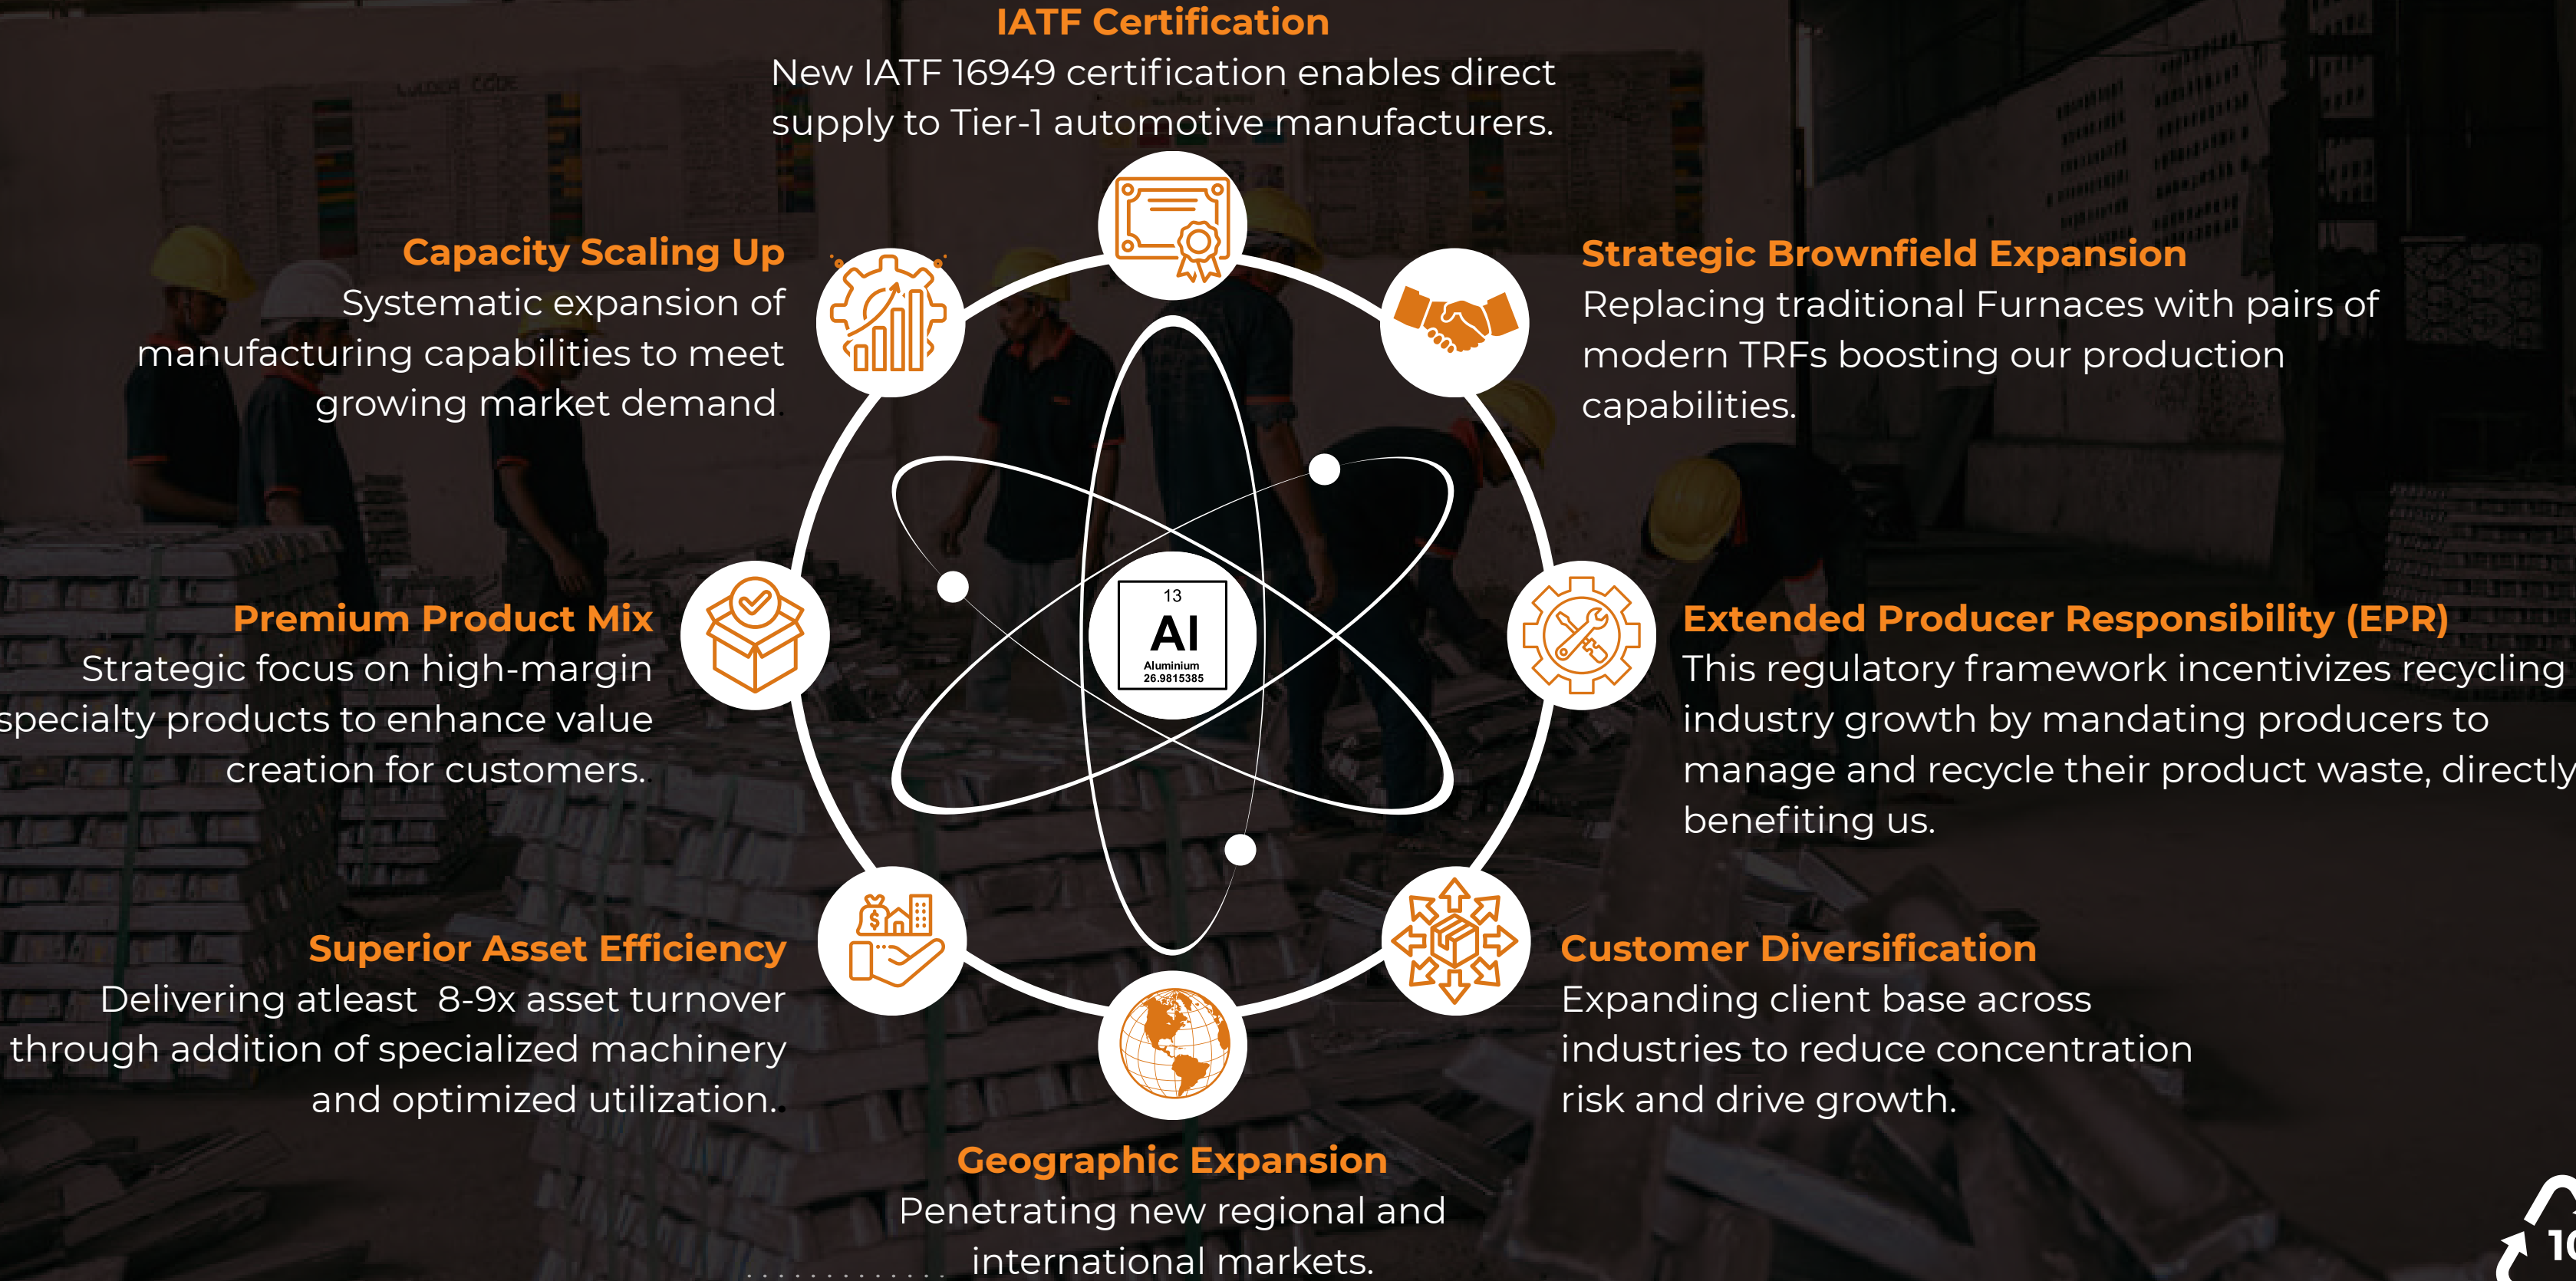 IATF Certification
New IATF 16949 certification enables direct
supply to Tier-1 automotive manufacturers.
Capacity Scaling Up
Systematic expansion of
manufacturing capabilities to meet
growing market demand.
Strategic Brownfield Expansion
Replacing traditional Furnaces with pairs of
modern TRFs boosting our production
capabilities.
Premium Product Mix
Strategic focus on high-margin
specialty products to enhance value
creation for customers.
13
Al
Aluminium
26.9815385
Extended Producer Responsibility (EPR)
This regulatory framework incentivizes recycling
industry growth by mandating producers to
manage and recycle their product waste, directly
benefiting us.
Superior Asset Efficiency
Delivering atleast  8-9x asset turnover
through addition of specialized machinery
and optimized utilization.
Customer Diversification
Expanding client base across
industries to reduce concentration
risk and drive growth.
Geographic Expansion
Penetrating new regional and
international markets.